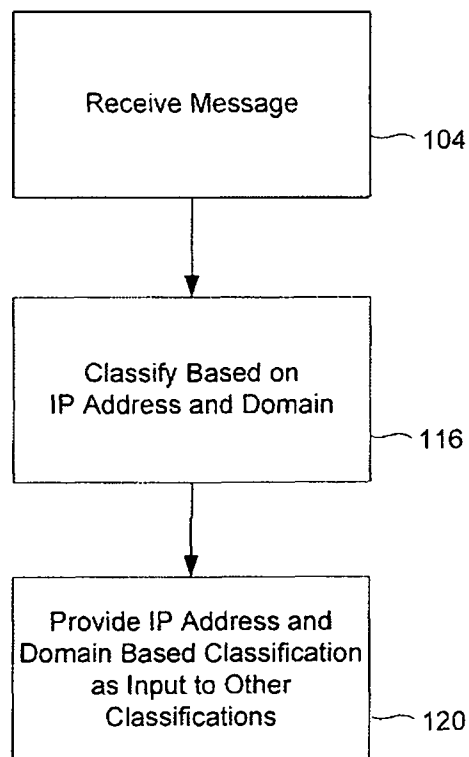 Receive Message
104
Classify Based on
IP Address and Domain
116
Provide IP Address and
Domain Based Classification
as Input to Other
Classifications
120